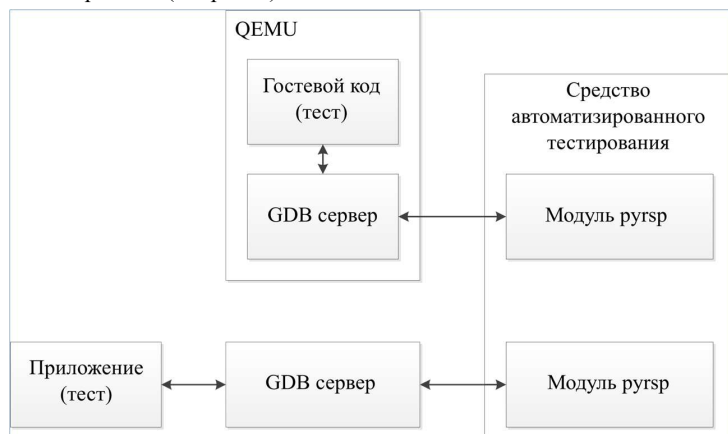 QEMU
Гостевой код
(тест)
Средство
автоматизированного
тестирования
GDB сервер
Модуль pyrsp
Приложение
(тест)
GDB сервер
Модуль pyrsp